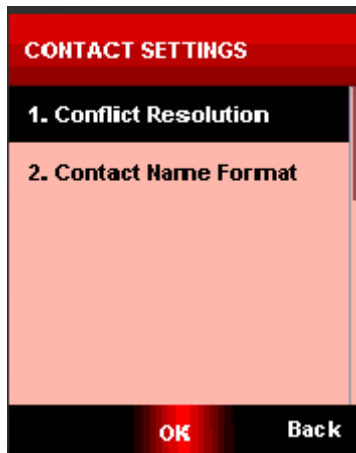 CONTACT SETTINGS
1. Conflict Resolution
2. Contact Name Format
OK
Back